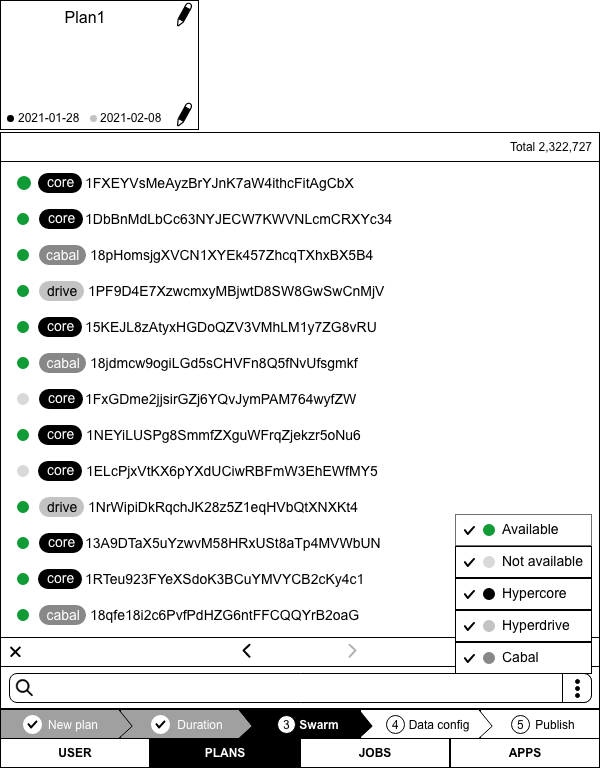 Plan1
2021-01-28 2021-02-08
Total 2,322,727
core 1FXEYVsMeAyzBrYJnK7aW4ithcFitAgCbX
core 1DbBnMdLbCc63NYJECW7KWVNLcmCRXYc34
cabal 18pHomsjgXVCN1XYEk457ZhcqTXhxBX5B4
drive 1PF9D4E7XzwcmxyMBjwtD8SW8GwSwCnMjV
core 15KEJL8zAtyxHGDoQZV3VMhLM1y7ZG8vRU
cabal 18jdmcw9ogiLGd5sCHVFn8Q5fNvUfsgmkf
core 1FxGDme2jjsirGZj6YQvJymPAM764wyfZW
core 1NEYiLUSPg8SmmfZXguWFrqZjekzr5oNu6
core 1ELcPjxVtKX6pYXdUCiwRBFmW3EhEWfMY5
drive 1NrWipiDkRqchJK28z5Z1eqHVbQtXNXKt4
core 13A9DTaX5uYzwvM58HRxUSt8aTp4MVWbUN
core 1RTeu923FYeXSdoK3BCuYMVYCB2cKy4c1
cabal 18qfe18i2c6PvfPdHZG6ntFFCQQYrB2oaG
Available
Not available
Hypercore
Hyperdrive
Cabal
New plan Duration 3 Swarm 4 Data config 5 Publish
USER PLANS JOBS APPS